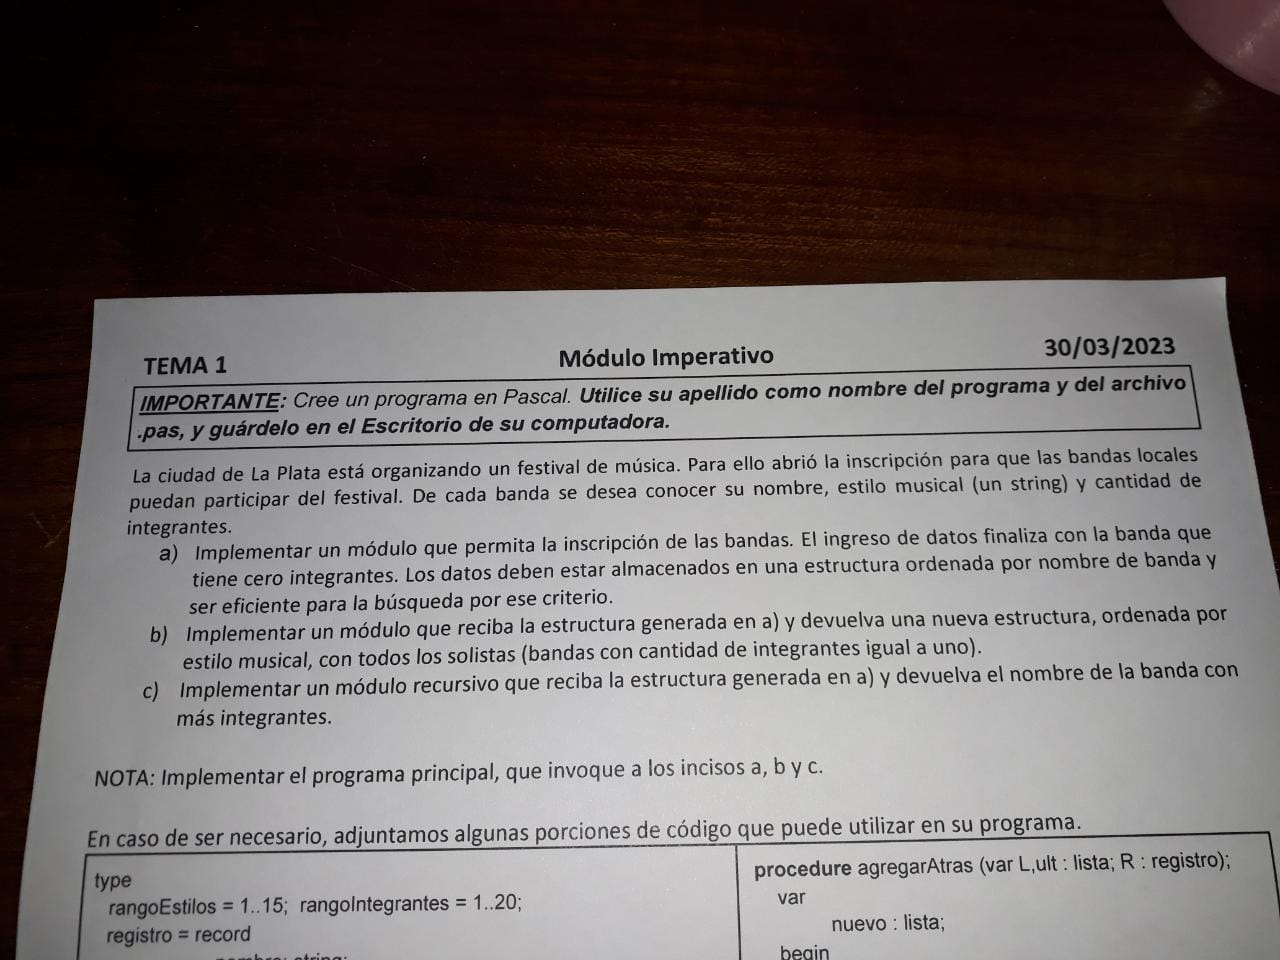 TEMA 1 Módulo Imperativo 30/03/2023
IMPORTANTE: Cree un programa en Pascal. Utilice su apellido como nombre del programa y del archivo
.pas, y guárdelo en el Escritorio de su computadora.
La ciudad de La Plata está organizando un festival de música. Para ello abrió la inscripción para que las bandas locales
puedan participar del festival. De cada banda se desea conocer su nombre, estilo musical (un string) y cantidad de
integrantes.
a) Implementar un módulo que permita la inscripción de las bandas. El ingreso de datos finaliza con la banda que
tiene cero integrantes. Los datos deben estar almacenados en una estructura ordenada por nombre de banda y
ser eficiente para la búsqueda por ese criterio.
b) Implementar un módulo que reciba la estructura generada en a) y devuelva una nueva estructura, ordenada por
estilo musical, con todos los solistas (bandas con cantidad de integrantes igual a uno).
c) Implementar un módulo recursivo que reciba la estructura generada en a) y devuelva el nombre de la banda con
más integrantes.
NOTA: Implementar el programa principal, que invoque a los incisos a, b y c.
En caso de ser necesario, adjuntamos algunas porciones de código que puede utilizar en su programa.
type
rangoEstilos = 1..15; rangoIntegrantes = 1..20;
registro = record
nombre: string;
procedure agregarAtras (var L,ult : lista; R : registro);
var
nuevo : lista;
begin